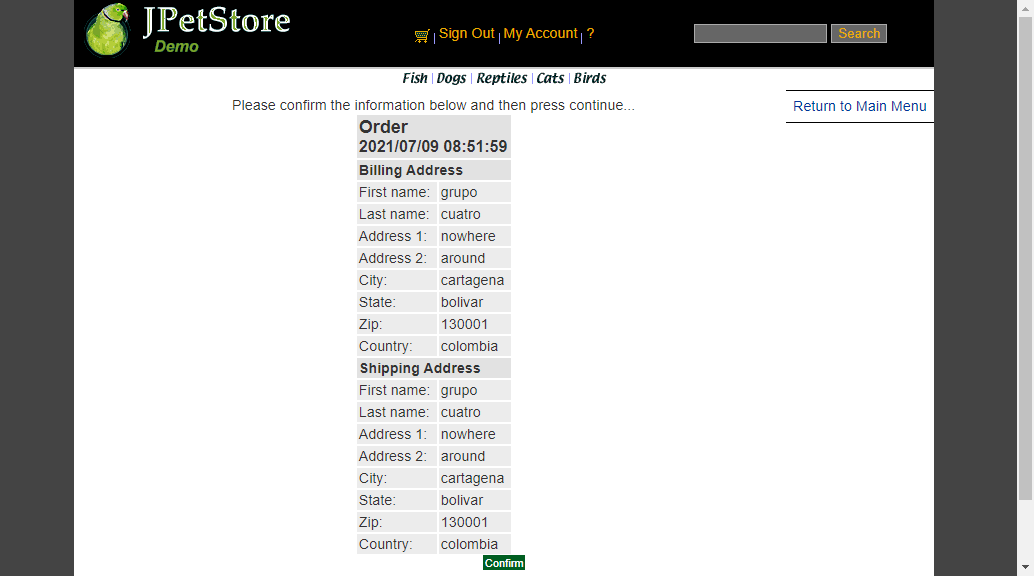 JPetStore
Demo
Sign Out | My Account | ?
Search
Fish | Dogs | Reptiles | Cats | Birds
Return to Main Menu
Please confirm the information below and then press continue...
Order
2021/07/09 08:51:59
Billing Address
First name: grupo
Last name: cuatro
Address 1: nowhere
Address 2: around
City: cartagena
State: bolivar
Zip: 130001
Country: colombia
Shipping Address
First name: grupo
Last name: cuatro
Address 1: nowhere
Address 2: around
City: cartagena
State: bolivar
Zip: 130001
Country: colombia
Confirm